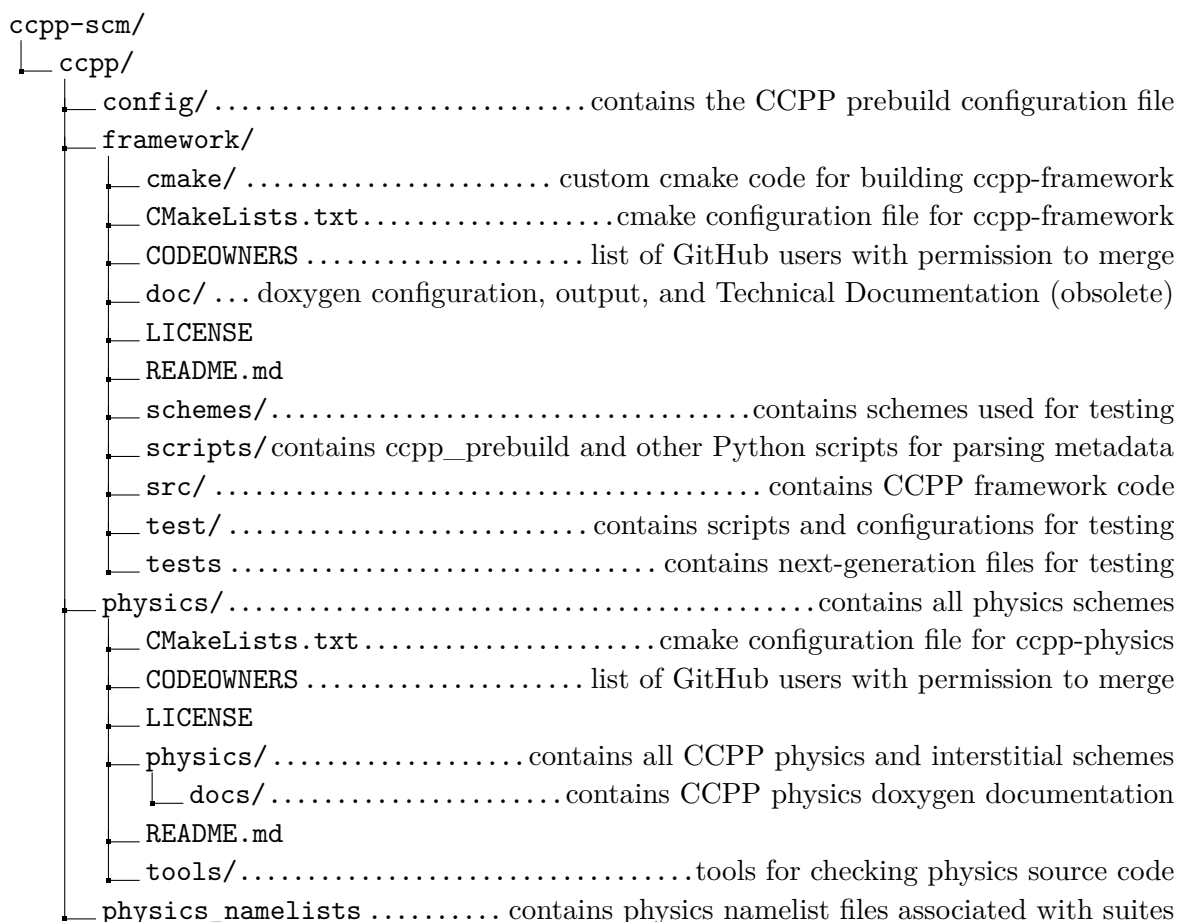 ccpp-scm/
ccpp/
config/............................contains the CCPP prebuild configuration file
framework/
cmake/ ....................... custom cmake code for building ccpp-framework
CMakeLists.txt...................cmake configuration file for ccpp-framework
CODEOWNERS ..................... list of GitHub users with permission to merge
doc/ ... doxygen configuration, output, and Technical Documentation (obsolete)
LICENSE
README.md
schemes/....................................contains schemes used for testing
scripts/contains ccpp_prebuild and other Python scripts for parsing metadata
src/ ......................................... contains CCPP framework code
test/ ........................... contains scripts and configurations for testing
tests ................................ contains next-generation files for testing
physics/............................................contains all physics schemes
CMakeLists.txt......................cmake configuration file for ccpp-physics
CODEOWNERS ..................... list of GitHub users with permission to merge
LICENSE
physics/...................contains all CCPP physics and interstitial schemes
docs/......................contains CCPP physics doxygen documentation
README.md
tools/..................................tools for checking physics source code
physics_namelists .......... contains physics namelist files associated with suites